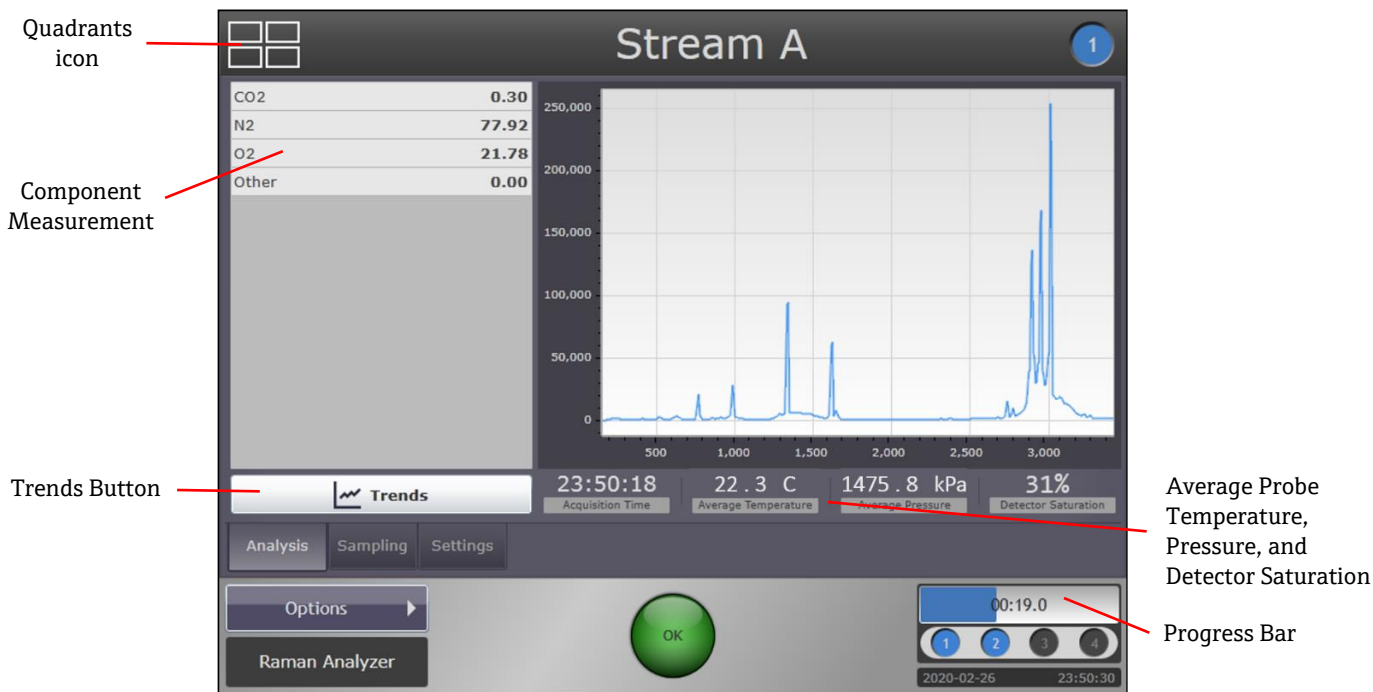 Quadrants
icon
Stream A
1
CO2 0.30
N2 77.92
O2 21.78
Other 0.00
Component
Measurement
250,000
200,000
150,000
100,000
50,000
0
500 1,000 1,500 2,000 2,500 3,000
Trends Button
Trends
23:50:18 22.3 C 1475.8 kPa 31%
Acquisition Time Average Temperature Average Pressure Detector Saturation
Average Probe
Temperature,
Pressure, and
Detector Saturation
Analysis Sampling Settings
Options
OK
00:19.0
Progress Bar
1 2 3 4
Raman Analyzer
2020-02-26 23:50:30